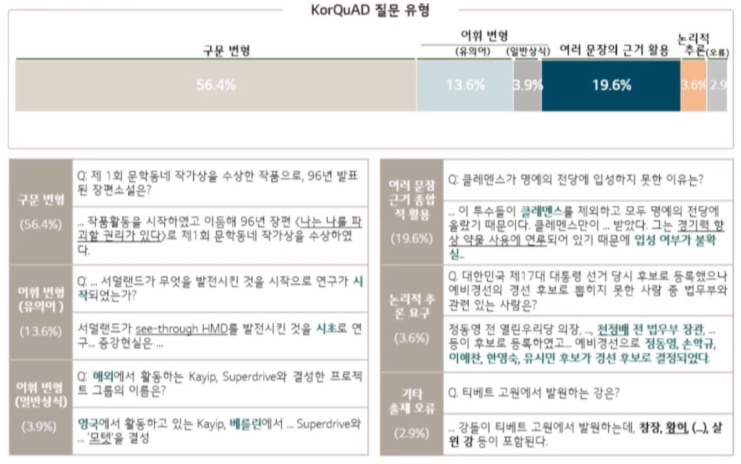 KorQuAD 질문 유형
구문 변형
어휘 변형
(유의어)
(일반상식)
여러 문장의 근거 활용
논리적
추론(오류)
56.4%
13.6%
3.9%
19.6%
3.6%
2.9
구문 변형
(56.4%)
Q: 제 1회 문학동네 작가상을 수상한 작품으로, 96년 발표
된 장편소설은?
... 작품활동을 시작하였고 이듬해 96년 장편 <나는 나를 파
괴할 권리가 있다>로 제1회 문학동네 작가상을 수상하였
다.
어휘 변형
(유의어 )
(13.6%)
Q: ... 서덜랜드가 무엇을 발전시킨 것을 시작으로 연구가 시
작되었는가?
서덜랜드가 see-through HMD를 발전시킨 것을 시초로 연
구... 증강현실은 ...
어휘 변형
(일반상식)
(3.9%)
Q: 해외에서 활동하는 Kayip, Superdrive와 결성한 프로젝
트 그룹의 이름은?
영국에서 활동하고 있는 Kayip, 베를린에서 ... Superdrive와
... '모텟'을 결성
여러 문장
근거 종합
적 활용
(19.6%)
Q: 클레멘스가 명예의 전당에 입성하지 못한 이유는?
... 이 투수들이 클레멘스를 제외하고 모두 명예의 전당에
올랐기 때문이다. 클레멘스만이 ... 받았다. 그는 경기력 향
상 약물 사용에 연루되어 있기 때문에 입성 여부가 불확
실...
논리적 추
론 요구
(3.6%)
Q: 대한민국 제17대 대통령 선거 당시 후보로 등록했으나
예비경선의 경선 후보로 뽑히지 못한 사람 중 법무부와
관련 있는 사람은?
정동영 전 열린우리당 의장, ..., 천정배 전 법무부 장관, ...
등이 후보로 등록하였고... 예비경선으로 정동영, 손학규,
이해찬, 한명숙, 유시민 후보가 경선 후보로 결정되었다.
기타
출제 오류
(2.9%)
Q. 티베트 고원에서 발원하는 강은?
... 강들이 티베트 고원에서 발원하는데, 창장, 황허, (...), 살
윈 강 등이 포함된다.